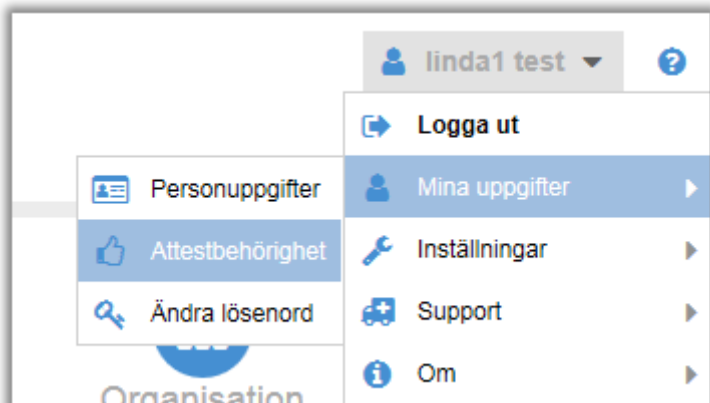 linda1 test
Logga ut
Mina uppgifter
Personuppgifter
Attestbehörighet
Ändra lösenord
Inställningar
Support
Om
Organisation